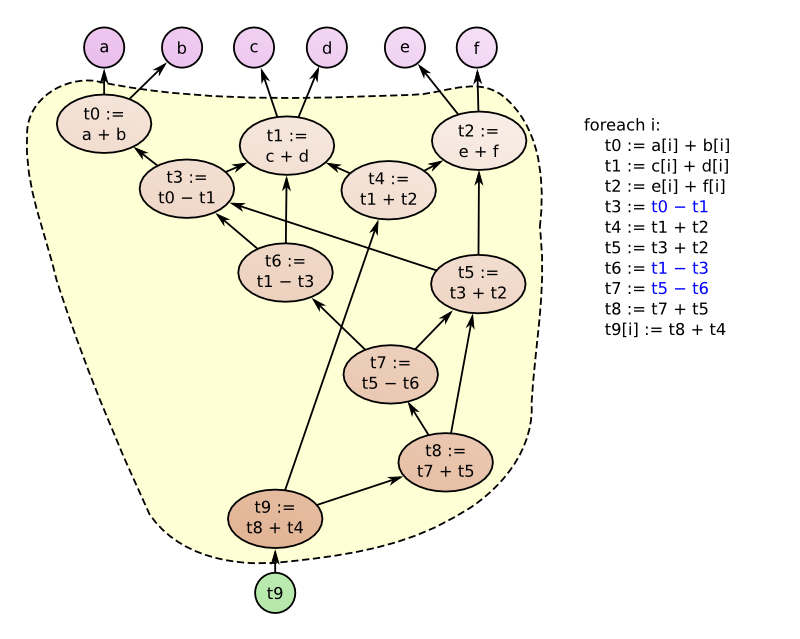 a
b
c
d
e
f
t0 :=
a + b
t1 :=
c + d
t2 :=
e + f
t3 :=
t0 − t1
t4 :=
t1 + t2
t6 :=
t1 − t3
t5 :=
t3 + t2
t7 :=
t5 − t6
t8 :=
t7 + t5
t9 :=
t8 + t4
t9
foreach i:
t0 := a[i] + b[i]
t1 := c[i] + d[i]
t2 := e[i] + f[i]
t3 := t0 − t1
t4 := t1 + t2
t5 := t3 + t2
t6 := t1 − t3
t7 := t5 − t6
t8 := t7 + t5
t9[i] := t8 + t4